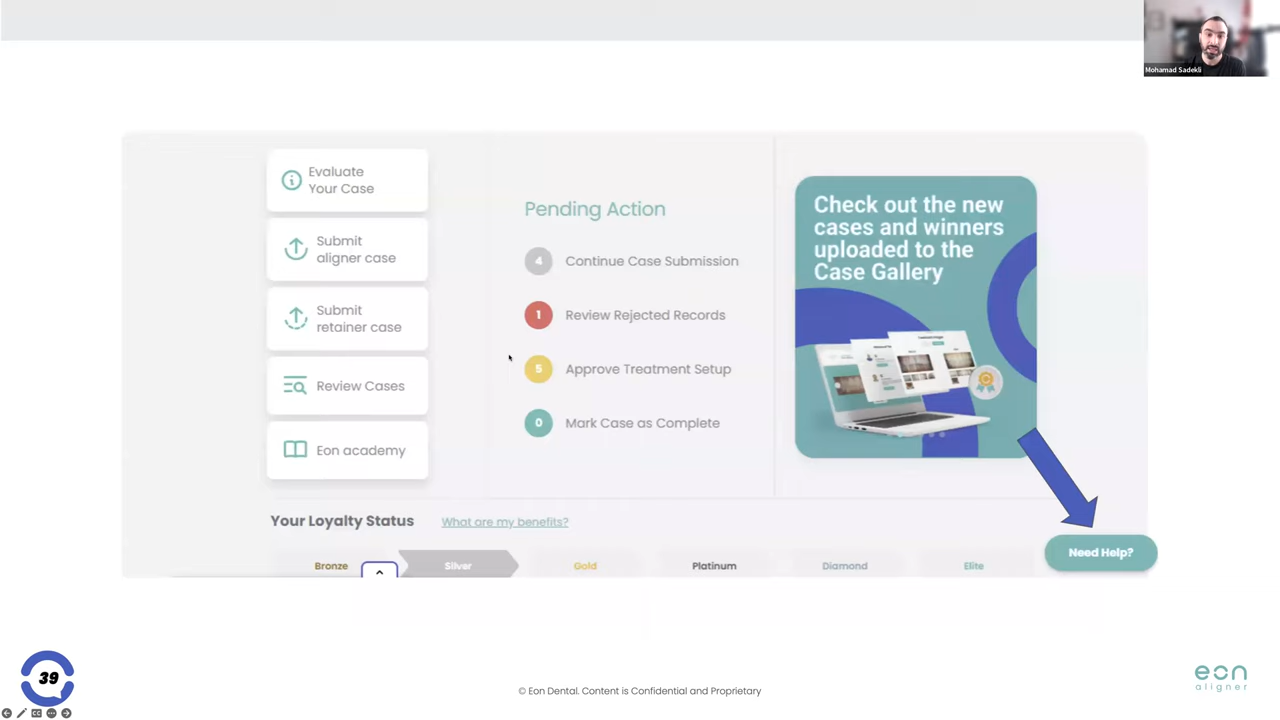 Mohamad Sadekli
Evaluate
Your Case
Submit
aligner case
Submit
retainer case
Review Cases
Eon academy
Pending Action
4 Continue Case Submission
1 Review Rejected Records
5 Approve Treatment Setup
0 Mark Case as Complete
Check out the new
cases and winners
uploaded to the
Case Gallery
Your Loyalty Status What are my benefits?
Bronze Silver Gold Platinum Diamond Elite
Need Help?
39
© Eon Dental. Content is Confidential and Proprietary
eon
aligner